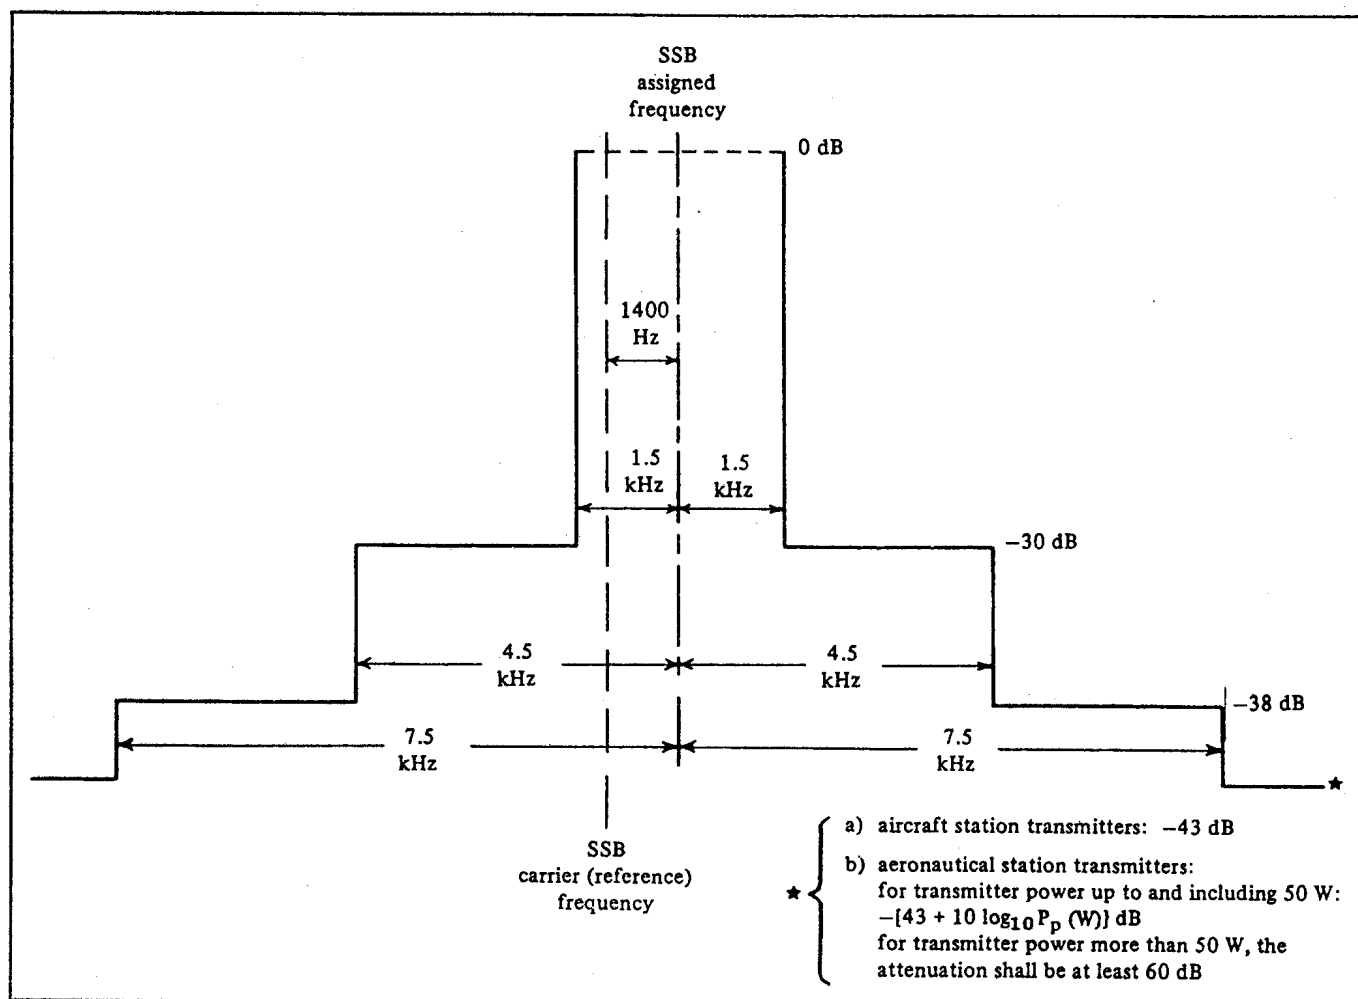 SSB
assigned
frequency
0 dB
1400
Hz
1.5
kHz
1.5
kHz
−30 dB
4.5
kHz
4.5
kHz
−38 dB
7.5
kHz
7.5
kHz
★
SSB
carrier (reference)
frequency
★
a) aircraft station transmitters: −43 dB
b) aeronautical station transmitters:
for transmitter power up to and including 50 W:
−[43 + 10 log10 Pp (W)] dB
for transmitter power more than 50 W, the
attenuation shall be at least 60 dB